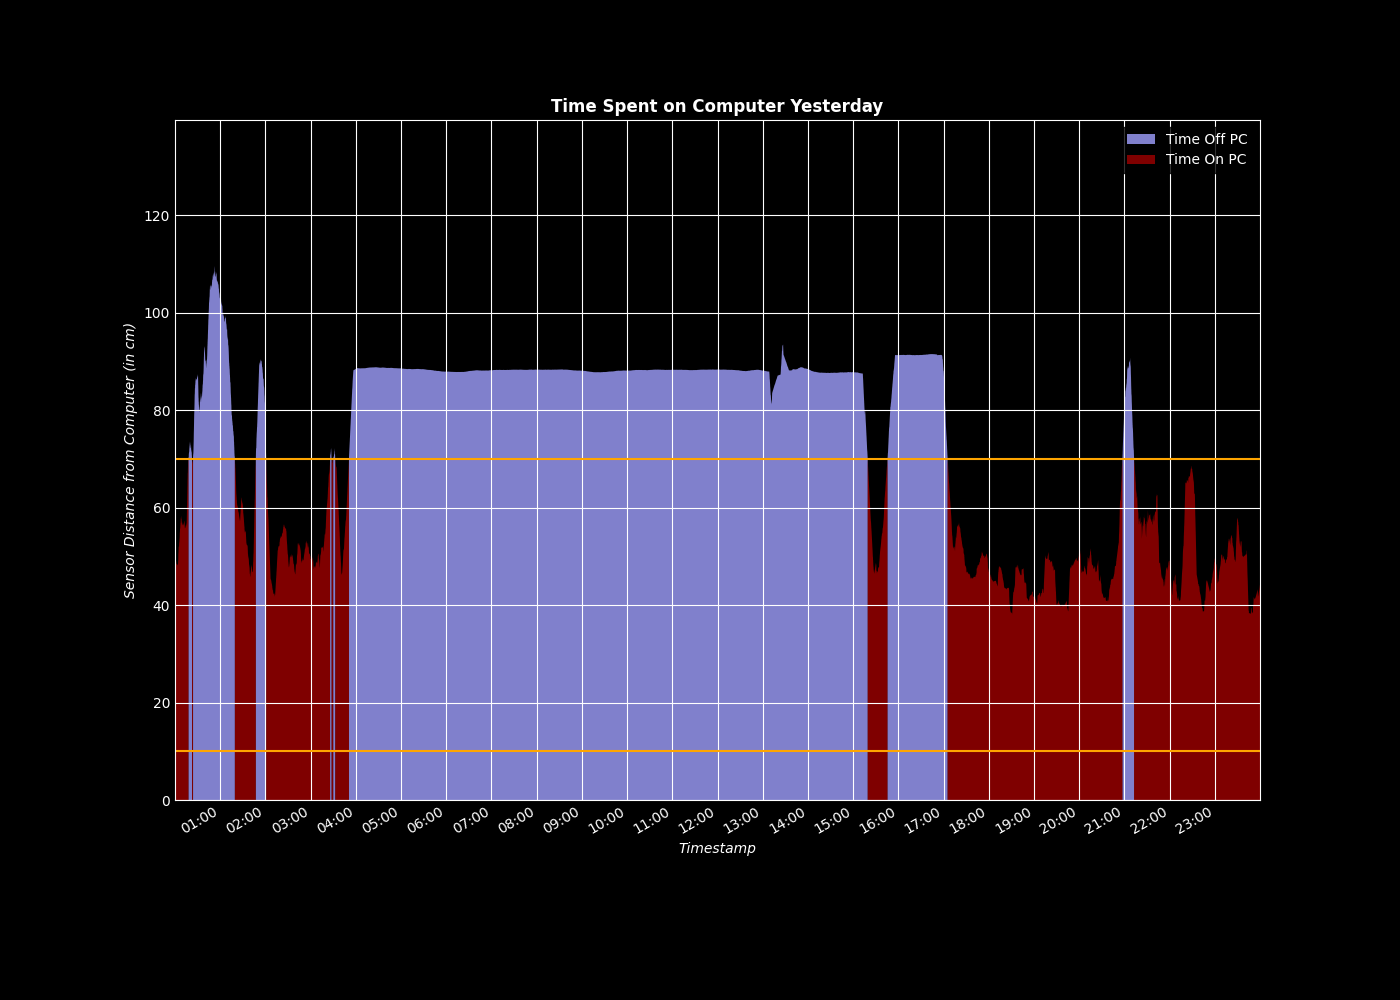 Time Spent on Computer Yesterday
Time Off PC
Time On PC
Sensor Distance from Computer (in cm)
120
100
80
60
40
20
0
01:00 02:00 03:00 04:00 05:00 06:00 07:00 08:00 09:00 10:00 11:00 12:00 13:00 14:00 15:00 16:00 17:00 18:00 19:00 20:00 21:00 22:00 23:00
Timestamp